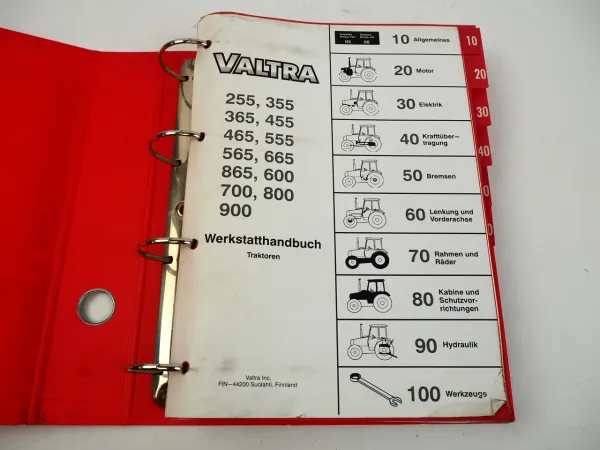 VALTRA
255, 355
365, 455
465, 555
565, 665
865, 600
700, 800
900
Werkstatthandbuch
Traktoren
Valtra Inc.
FIN–44200 Suolahti, Finnland
10 Allgemeines
20 Motor
30 Elektrik
40 Kraftüber-
tragung
50 Bremsen
60 Lenkung und
Vorderachse
70 Rahmen und
Räder
80 Kabine und
Schutzvor-
richtungen
90 Hydraulik
100 Werkzeuge
10
20
30
40